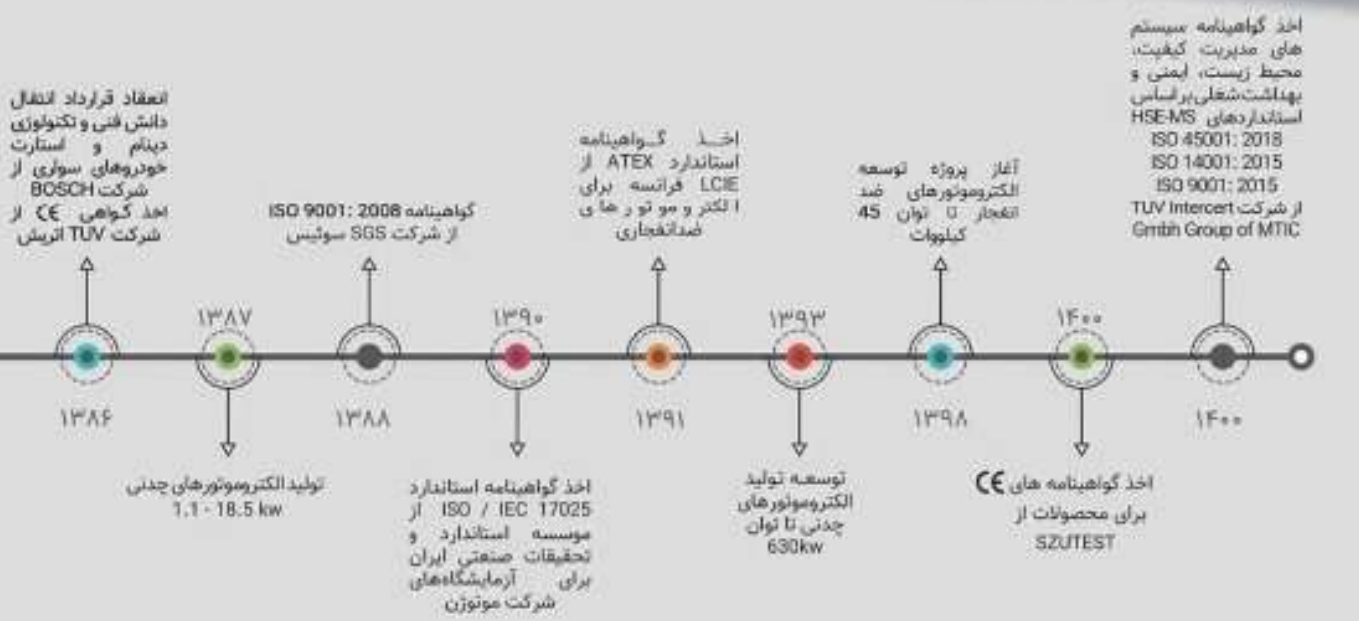 انعقاد قرارداد انتقال
دانش فنی و تکنولوژی
دینام و استارت
خودروهای سواری از
شرکت BOSCH
اخذ گواهی CE از
شرکت TUV اتریش
۱۳۸۶
۱۳۸۷
تولید الکتروموتورهای چدنی
1.1 - 18.5 kw
گواهینامه ISO 9001: 2008
از شرکت SGS سوئیس
۱۳۸۸
۱۳۹۰
اخذ گواهینامه استاندارد
ISO / IEC 17025 از
موسسه استاندارد و
تحقیقات صنعتی ایران
برای آزمایشگاه‌های
شرکت موتوژن
اخذ گواهینامه
استاندارد ATEX از
LCIE فرانسه برای
الکتروموتورهای
ضدانفجاری
۱۳۹۱
۱۳۹۳
توسعه تولید
الکتروموتورهای
چدنی تا توان
630kw
آغاز پروژه توسعه
الکتروموتورهای ضد
انفجار تا توان 45
کیلووات
۱۳۹۸
۱۴۰۰
اخذ گواهینامه های CE
برای محصولات از
SZUTEST
اخذ گواهینامه سیستم
های مدیریت کیفیت،
محیط زیست، ایمنی و
بهداشت شغلی بر اساس
استانداردهای HSE-MS
ISO 45001: 2018
ISO 14001: 2015
ISO 9001: 2015
از شرکت TUV Intercert
Gmbh Group of MTIC
۱۴۰۰